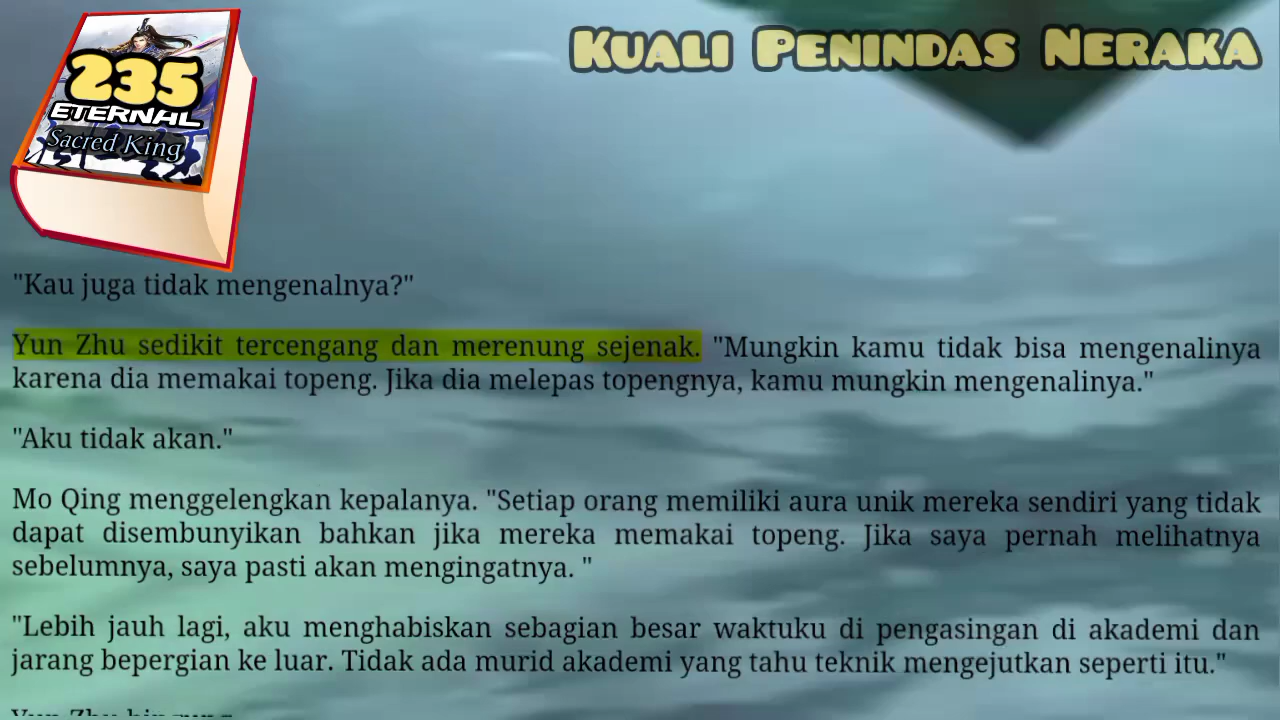 235
ETERNAL
Sacred King
Kuali Penindas Neraka
"Kau juga tidak mengenalnya?"
Yun Zhu sedikit tercengang dan merenung sejenak. "Mungkin kamu tidak bisa mengenalinya
karena dia memakai topeng. Jika dia melepas topengnya, kamu mungkin mengenalinya."
"Aku tidak akan."
Mo Qing menggelengkan kepalanya. "Setiap orang memiliki aura unik mereka sendiri yang tidak
dapat disembunyikan bahkan jika mereka memakai topeng. Jika saya pernah melihatnya
sebelumnya, saya pasti akan mengingatnya. "
"Lebih jauh lagi, aku menghabiskan sebagian besar waktuku di pengasingan di akademi dan
jarang bepergian ke luar. Tidak ada murid akademi yang tahu teknik mengejutkan seperti itu."
Yun Zhu